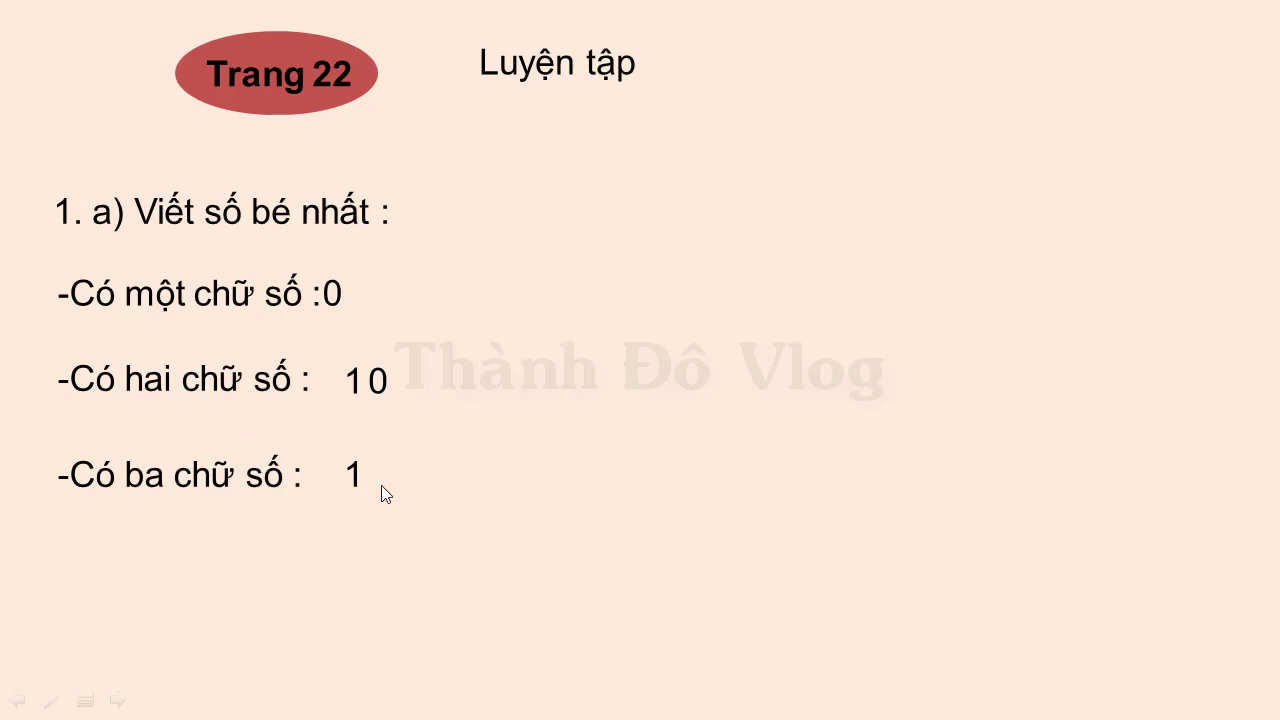 Trang 22
Luyện tập
1. a) Viết số bé nhất :
-Có một chữ số :0
-Có hai chữ số : 10
Thành Đô Vlog
-Có ba chữ số : 1